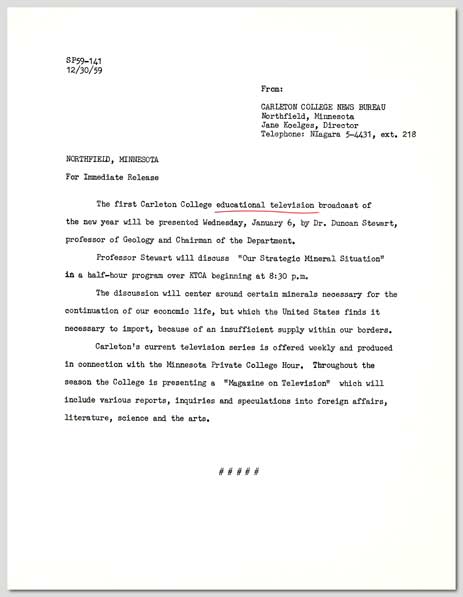 SP59-141
12/30/59
From:
CARLETON COLLEGE NEWS BUREAU
Northfield, Minnesota
Jane Koelges, Director
Telephone: NIagara 5-4431, ext. 218
NORTHFIELD, MINNESOTA
For Immediate Release
The first Carleton College educational television broadcast of
the new year will be presented Wednesday, January 6, by Dr. Duncan Stewart,
professor of Geology and Chairman of the Department.
Professor Stewart will discuss "Our Strategic Mineral Situation"
in a half-hour program over KTCA beginning at 8:30 p.m.
The discussion will center around certain minerals necessary for the
continuation of our economic life, but which the United States finds it
necessary to import, because of an insufficient supply within our borders.
Carleton's current television series is offered weekly and produced
in connection with the Minnesota Private College Hour. Throughout the
season the College is presenting a "Magazine on Television" which will
include various reports, inquiries and speculations into foreign affairs,
literature, science and the arts.
# # # # #